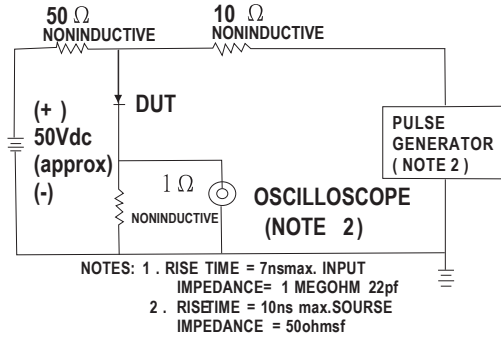 50 Ω
NONINDUCTIVE
10 Ω
NONINDUCTIVE
(+ )
50Vdc
(approx)
(-)
DUT
PULSE
GENERATOR
( NOTE 2 )
1 Ω
NONINDUCTIVE
OSCILLOSCOPE
(NOTE 2)
NOTES: 1 . RISE TIME = 7nsmax. INPUT
IMPEDANCE= 1 MEGOHM 22pf
2 . RISETIME = 10ns max.SOURSE
IMPEDANCE = 50ohmsf